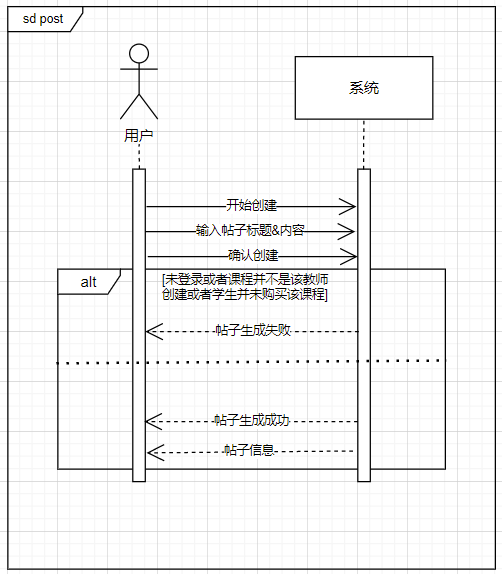 sd post
系统
用户
开始创建
输入帖子标题&内容
确认创建
alt
[未登录或者课程并不是该教师
创建或者学生并未购买该课程]
帖子生成失败
帖子生成成功
帖子信息